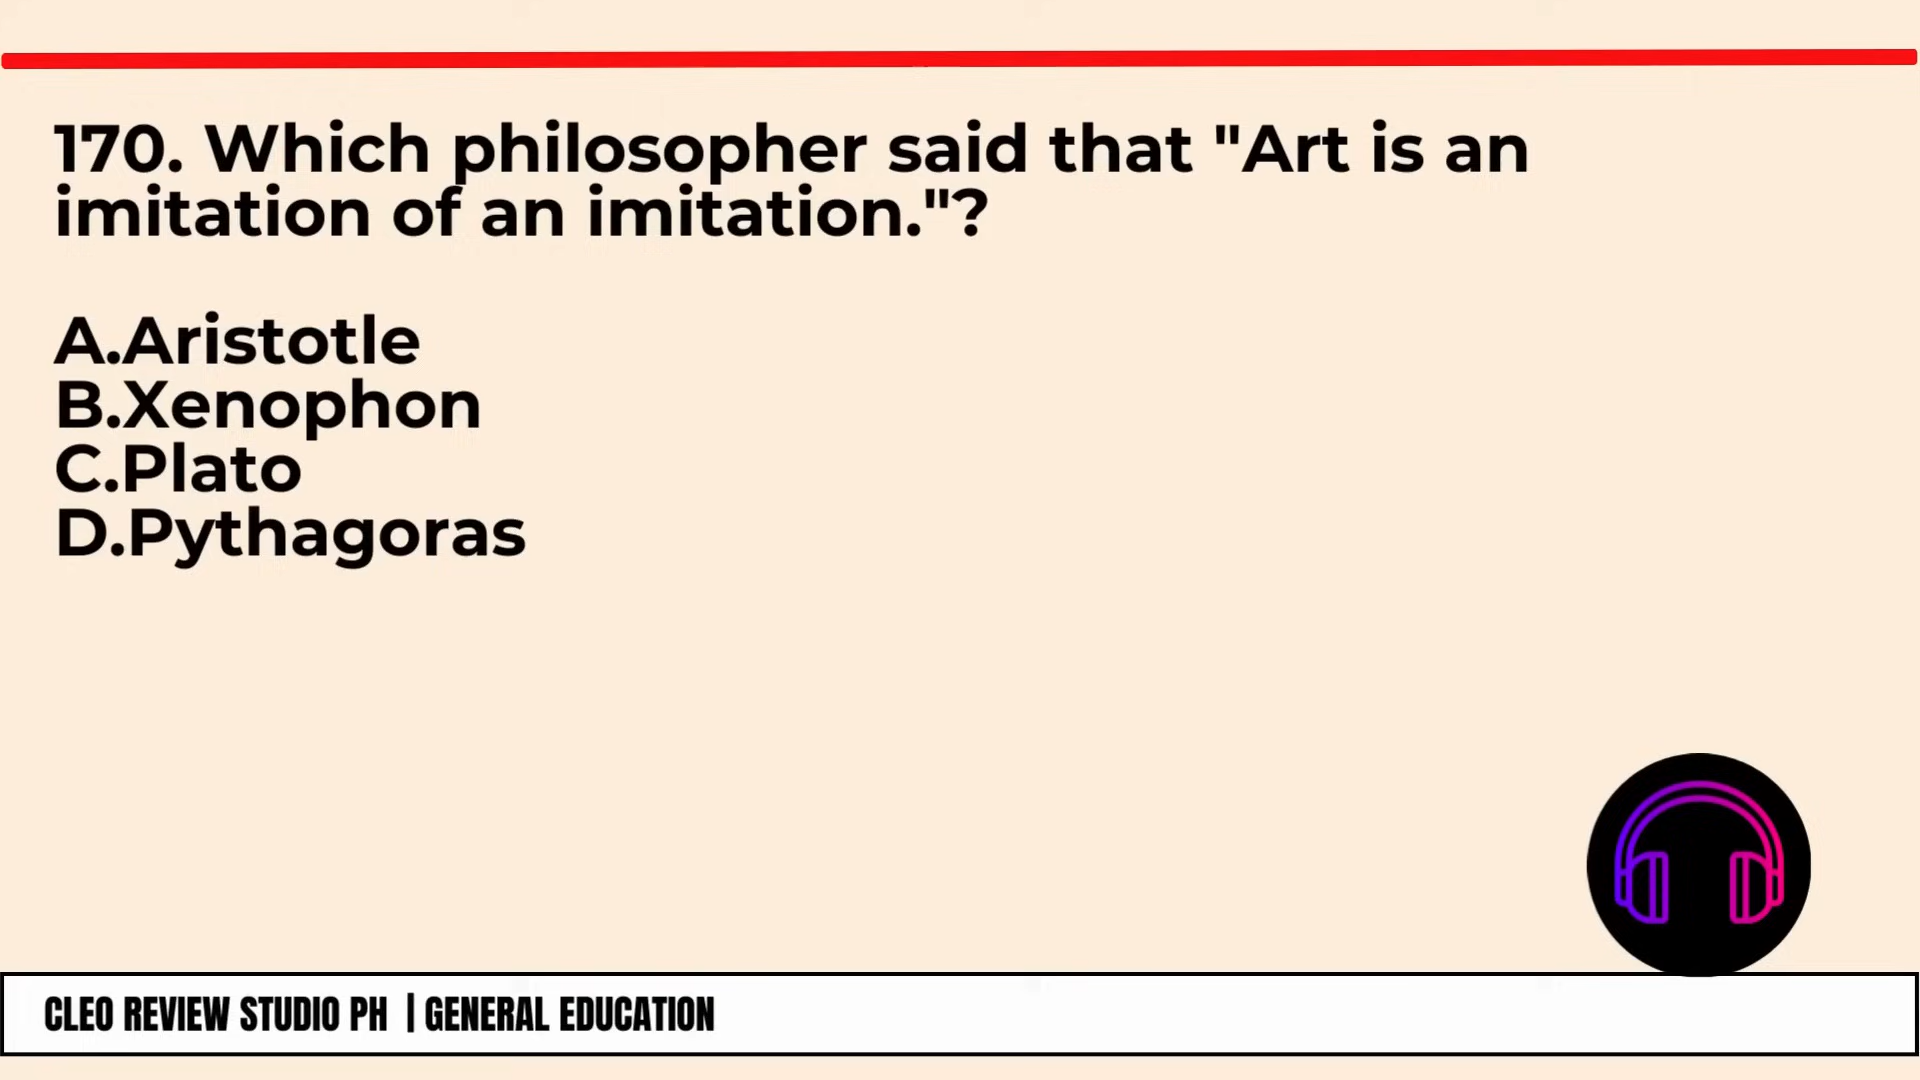 170. Which philosopher said that "Art is an
imitation of an imitation."?
A.Aristotle
B.Xenophon
C.Plato
D.Pythagoras
CLEO REVIEW STUDIO PH | GENERAL EDUCATION